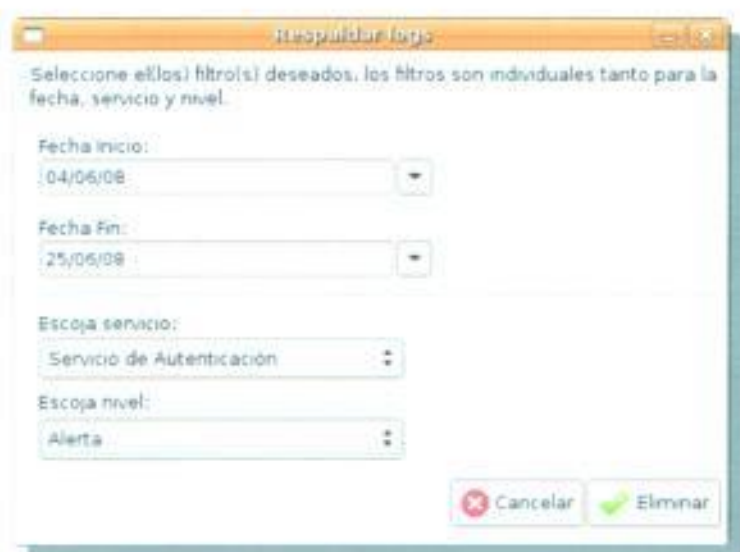 Respaldar logs
Seleccione el(los) filtro(s) deseados, los filtros son individuales tanto para la
fecha, servicio y nivel.
Fecha Inicio:
04/06/08
Fecha Fin:
25/06/08
Escoja servicio:
Servicio de Autenticación
Escoja nivel:
Alerta
Cancelar
Eliminar